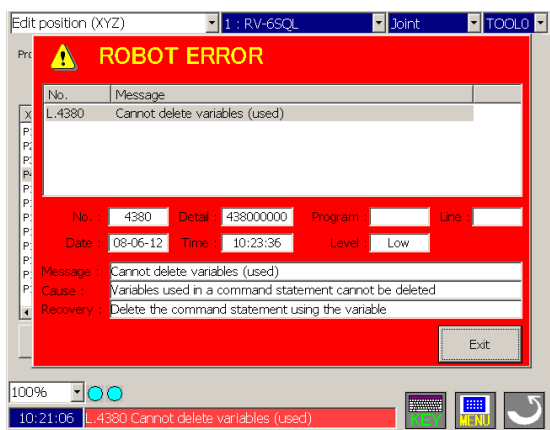 Edit position (XYZ) 1 : RV-6SQL Joint TOOL0
ROBOT ERROR
No. Message
L.4380 Cannot delete variables (used)
No. : 4380 Detail : 438000000 Program : Line :
Date : 08-06-12 Time : 10:23:36 Level : Low
Message : Cannot delete variables (used)
Cause : Variables used in a command statement cannot be deleted
Recovery : Delete the command statement using the variable
Exit
100%
10:21:06 L.4380 Cannot delete variables (used) KEY MENU